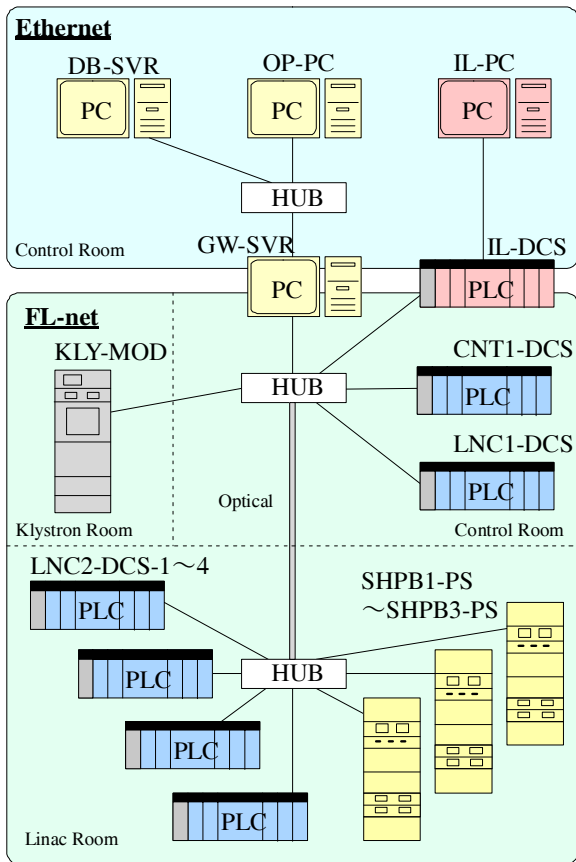 Ethernet
DB-SVR
OP-PC
IL-PC
PC
PC
PC
HUB
Control Room
GW-SVR
IL-DCS
PC
PLC
FL-net
KLY-MOD
CNT1-DCS
HUB
PLC
LNC1-DCS
PLC
Optical
Klystron Room
Control Room
LNC2-DCS-1～4
SHPB1-PS
～SHPB3-PS
PLC
PLC
HUB
PLC
PLC
Linac Room